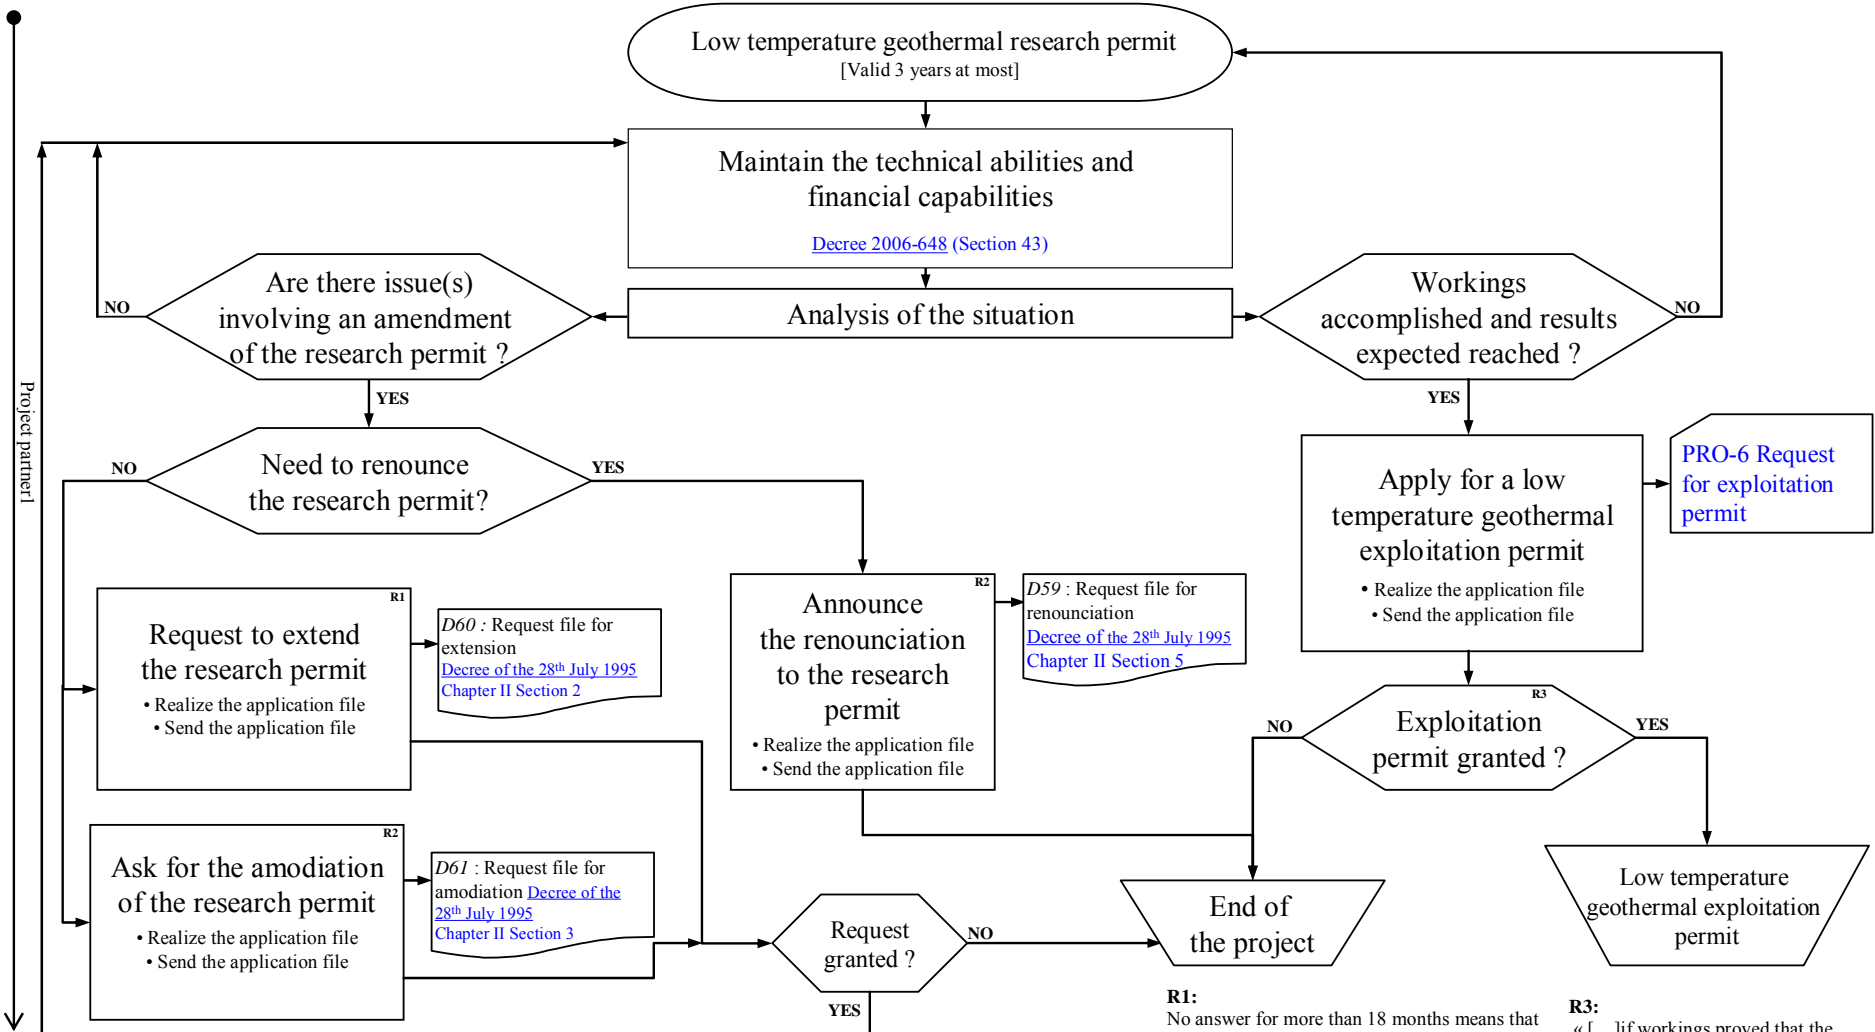 Low temperature geothermal research permit
[Valid 3 years at most]
Maintain the technical abilities and
financial capabilities
Decree 2006-648 (Section 43)
Are there issue(s)
involving an amendment
of the research permit ?
NO
YES
Analysis of the situation
Workings
accomplished and results
expected reached ?
NO
YES
Project partner1
Need to renounce
the research permit?
NO
YES
Apply for a low
temperature geothermal
exploitation permit
• Realize the application file
• Send the application file
PRO-6 Request
for exploitation
permit
R1
Request to extend
the research permit
• Realize the application file
• Send the application file
D60 : Request file for
extension
Decree of the 28th July 1995
Chapter II Section 2
R2
Announce
the renounciation
to the research
permit
• Realize the application file
• Send the application file
D59 : Request file for
renounciation
Decree of the 28th July 1995
Chapter II Section 5
R3
Exploitation
permit granted ?
NO
YES
R2
Ask for the amodiation
of the research permit
• Realize the application file
• Send the application file
D61 : Request file for
amodiation Decree of the
28th July 1995
Chapter II Section 3
Request
granted ?
NO
YES
End of
the project
Low temperature
geothermal exploitation
permit
R1:
No answer for more than 18 months means that
R3:
« [....]if workings proved that the